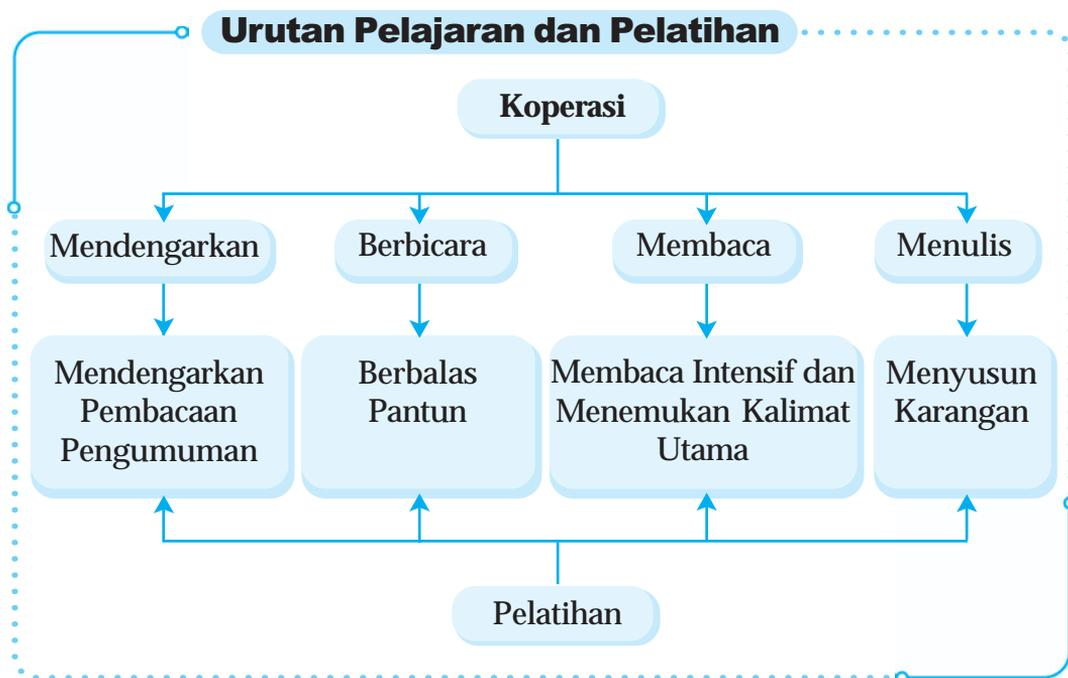 Urutan Pelajaran dan Pelatihan
Koperasi
Mendengarkan
Berbicara
Membaca
Menulis
Mendengarkan
Pembacaan
Pengumuman
Berbalas
Pantun
Membaca Intensif dan
Menemukan Kalimat
Utama
Menyusun
Karangan
Pelatihan